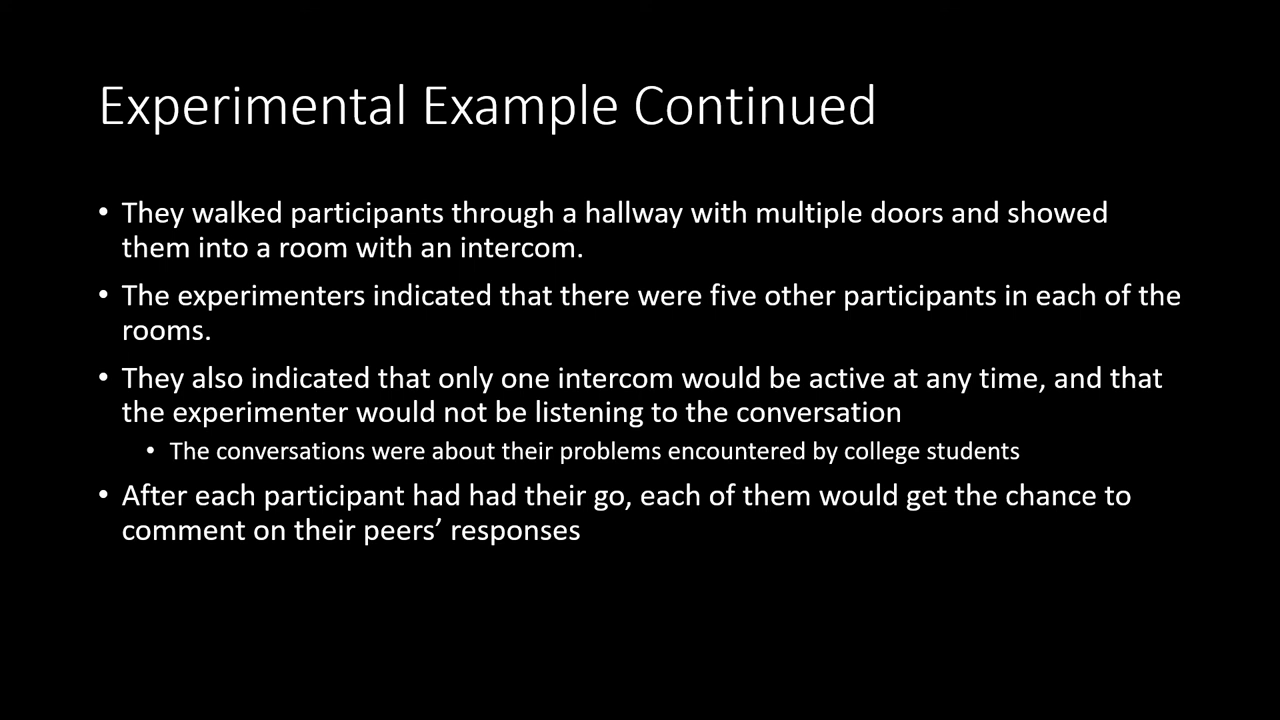 Experimental Example Continued
• They walked participants through a hallway with multiple doors and showed
them into a room with an intercom.
• The experimenters indicated that there were five other participants in each of the
rooms.
• They also indicated that only one intercom would be active at any time, and that
the experimenter would not be listening to the conversation
• The conversations were about their problems encountered by college students
• After each participant had had their go, each of them would get the chance to
comment on their peers’ responses